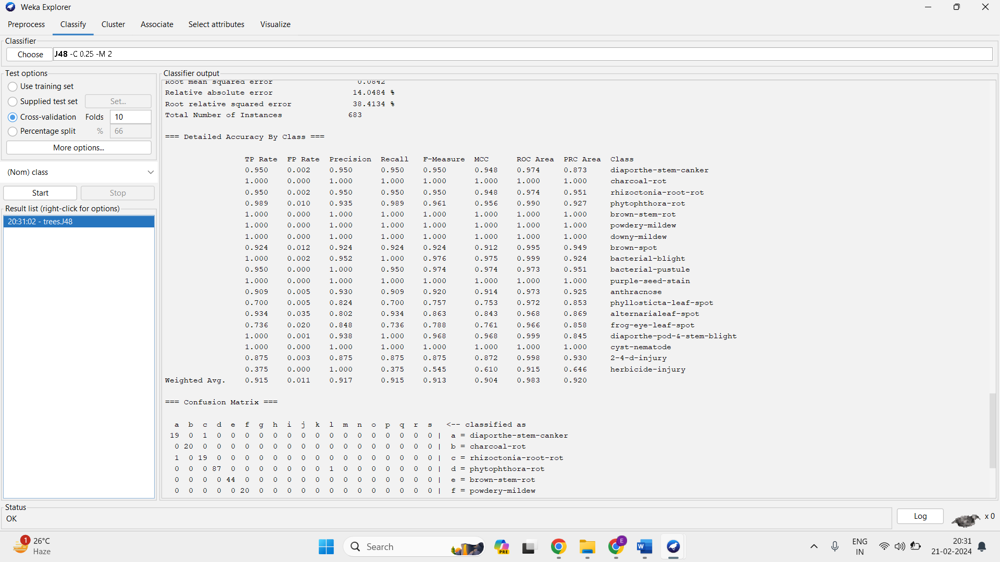 Weka Explorer
Preprocess Classify Cluster Associate Select attributes Visualize
Classifier
Choose J48 -C 0.25 -M 2
Test options
Use training set
Supplied test set Set...
Cross-validation Folds 10
Percentage split % 66
More options...
(Nom) class
Start Stop
Result list (right-click for options)
20:31:02 - trees.J48
Classifier output
Root mean squared error 0.0842
Relative absolute error 14.0484 %
Root relative squared error 38.4134 %
Total Number of Instances 683
=== Detailed Accuracy By Class ===
TP Rate FP Rate Precision Recall F-Measure MCC ROC Area PRC Area Class
0.950 0.002 0.950 0.950 0.950 0.948 0.974 0.873 diaporthe-stem-canker
1.000 0.000 1.000 1.000 1.000 1.000 1.000 1.000 charcoal-rot
0.950 0.002 0.950 0.950 0.950 0.948 0.974 0.951 rhizoctonia-root-rot
0.989 0.010 0.935 0.989 0.961 0.956 0.990 0.927 phytophthora-rot
1.000 0.000 1.000 1.000 1.000 1.000 1.000 1.000 brown-stem-rot
1.000 0.000 1.000 1.000 1.000 1.000 1.000 1.000 powdery-mildew
1.000 0.000 1.000 1.000 1.000 1.000 1.000 1.000 downy-mildew
0.924 0.012 0.924 0.924 0.924 0.912 0.995 0.949 brown-spot
1.000 0.002 0.952 1.000 0.976 0.975 0.999 0.924 bacterial-blight
0.950 0.000 1.000 0.950 0.974 0.974 0.973 0.951 bacterial-pustule
1.000 0.000 1.000 1.000 1.000 1.000 1.000 1.000 purple-seed-stain
0.909 0.005 0.930 0.909 0.920 0.914 0.973 0.925 anthracnose
0.700 0.005 0.824 0.700 0.757 0.753 0.972 0.853 phyllosticta-leaf-spot
0.934 0.035 0.802 0.934 0.863 0.843 0.968 0.869 alternarialeaf-spot
0.736 0.020 0.848 0.736 0.788 0.761 0.966 0.858 frog-eye-leaf-spot
1.000 0.001 0.938 1.000 0.968 0.968 0.999 0.845 diaporthe-pod-&-stem-blight
1.000 0.000 1.000 1.000 1.000 1.000 1.000 1.000 cyst-nematode
0.875 0.003 0.875 0.875 0.875 0.872 0.998 0.930 2-4-d-injury
0.375 0.000 1.000 0.375 0.545 0.610 0.915 0.646 herbicide-injury
Weighted Avg. 0.915 0.011 0.917 0.915 0.913 0.904 0.983 0.920
=== Confusion Matrix ===
a b c d e f g h i j k l m n o p q r s <-- classified as
19 0 1 0 0 0 0 0 0 0 0 0 0 0 0 0 0 0 0 | a = diaporthe-stem-canker
0 20 0 0 0 0 0 0 0 0 0 0 0 0 0 0 0 0 0 | b = charcoal-rot
1 0 19 0 0 0 0 0 0 0 0 0 0 0 0 0 0 0 0 | c = rhizoctonia-root-rot
0 0 0 87 0 0 0 0 0 0 0 1 0 0 0 0 0 0 0 | d = phytophthora-rot
0 0 0 0 44 0 0 0 0 0 0 0 0 0 0 0 0 0 0 | e = brown-stem-rot
0 0 0 0 0 20 0 0 0 0 0 0 0 0 0 0 0 0 0 | f = powdery-mildew
Status
OK
Log x 0
1 26°C
Haze
Search
PRE
E
W
ENG
IN
20:31
21-02-2024